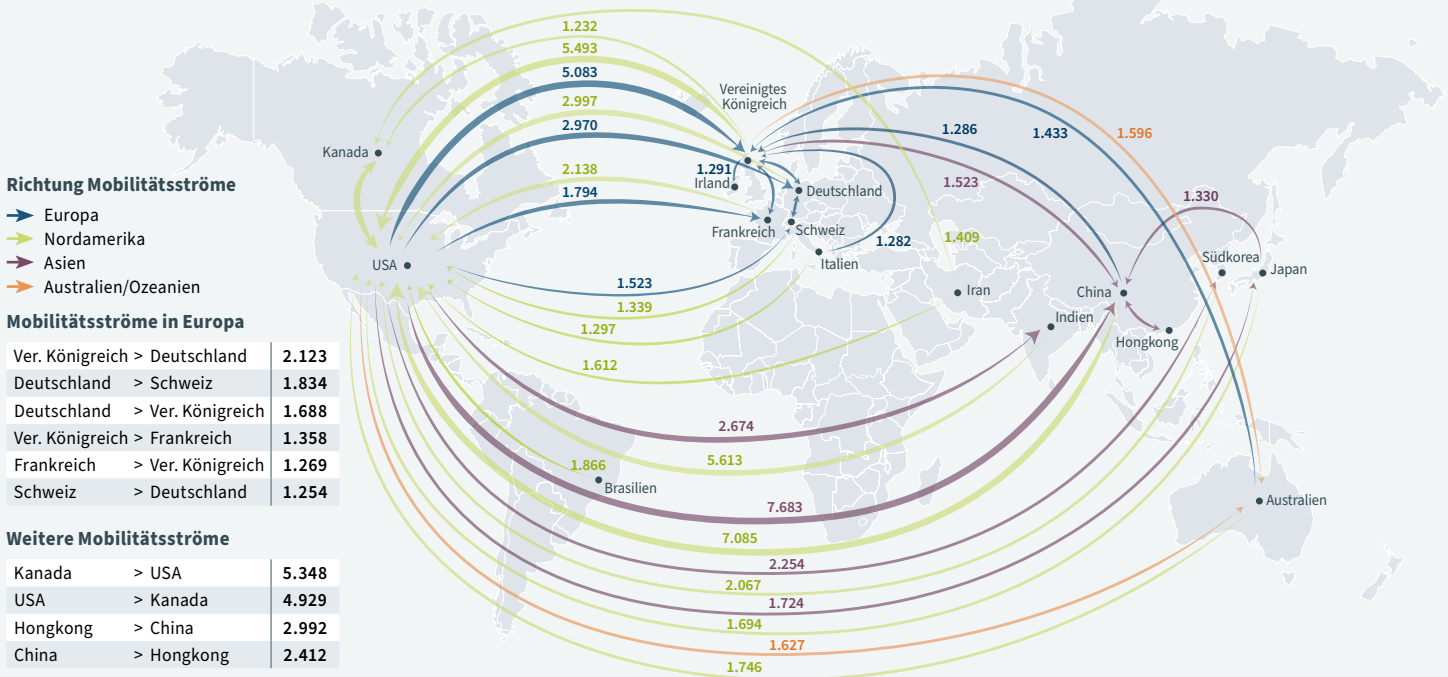 Richtung Mobilitätsströme
Europa
Nordamerika
Asien
Australien/Ozeanien
Mobilitätsströme in Europa
Ver. Königreich > Deutschland 2.123
Deutschland > Schweiz 1.834
Deutschland > Ver. Königreich 1.688
Ver. Königreich > Frankreich 1.358
Frankreich > Ver. Königreich 1.269
Schweiz > Deutschland 1.254
Weitere Mobilitätsströme
Kanada > USA 5.348
USA > Kanada 4.929
Hongkong > China 2.992
China > Hongkong 2.412
1.232
5.493
5.083
2.997
2.970
2.138
1.794
Kanada
USA
Vereinigtes
Königreich
1.291
Irland
Deutschland
Frankreich
Schweiz
Italien
1.282
1.286
1.433
1.596
1.523
1.409
1.330
Südkorea
Japan
China
Iran
Indien
Hongkong
1.523
1.339
1.297
1.612
2.674
5.613
1.866
Brasilien
Australien
7.683
7.085
2.254
2.067
1.724
1.694
1.627
1.746